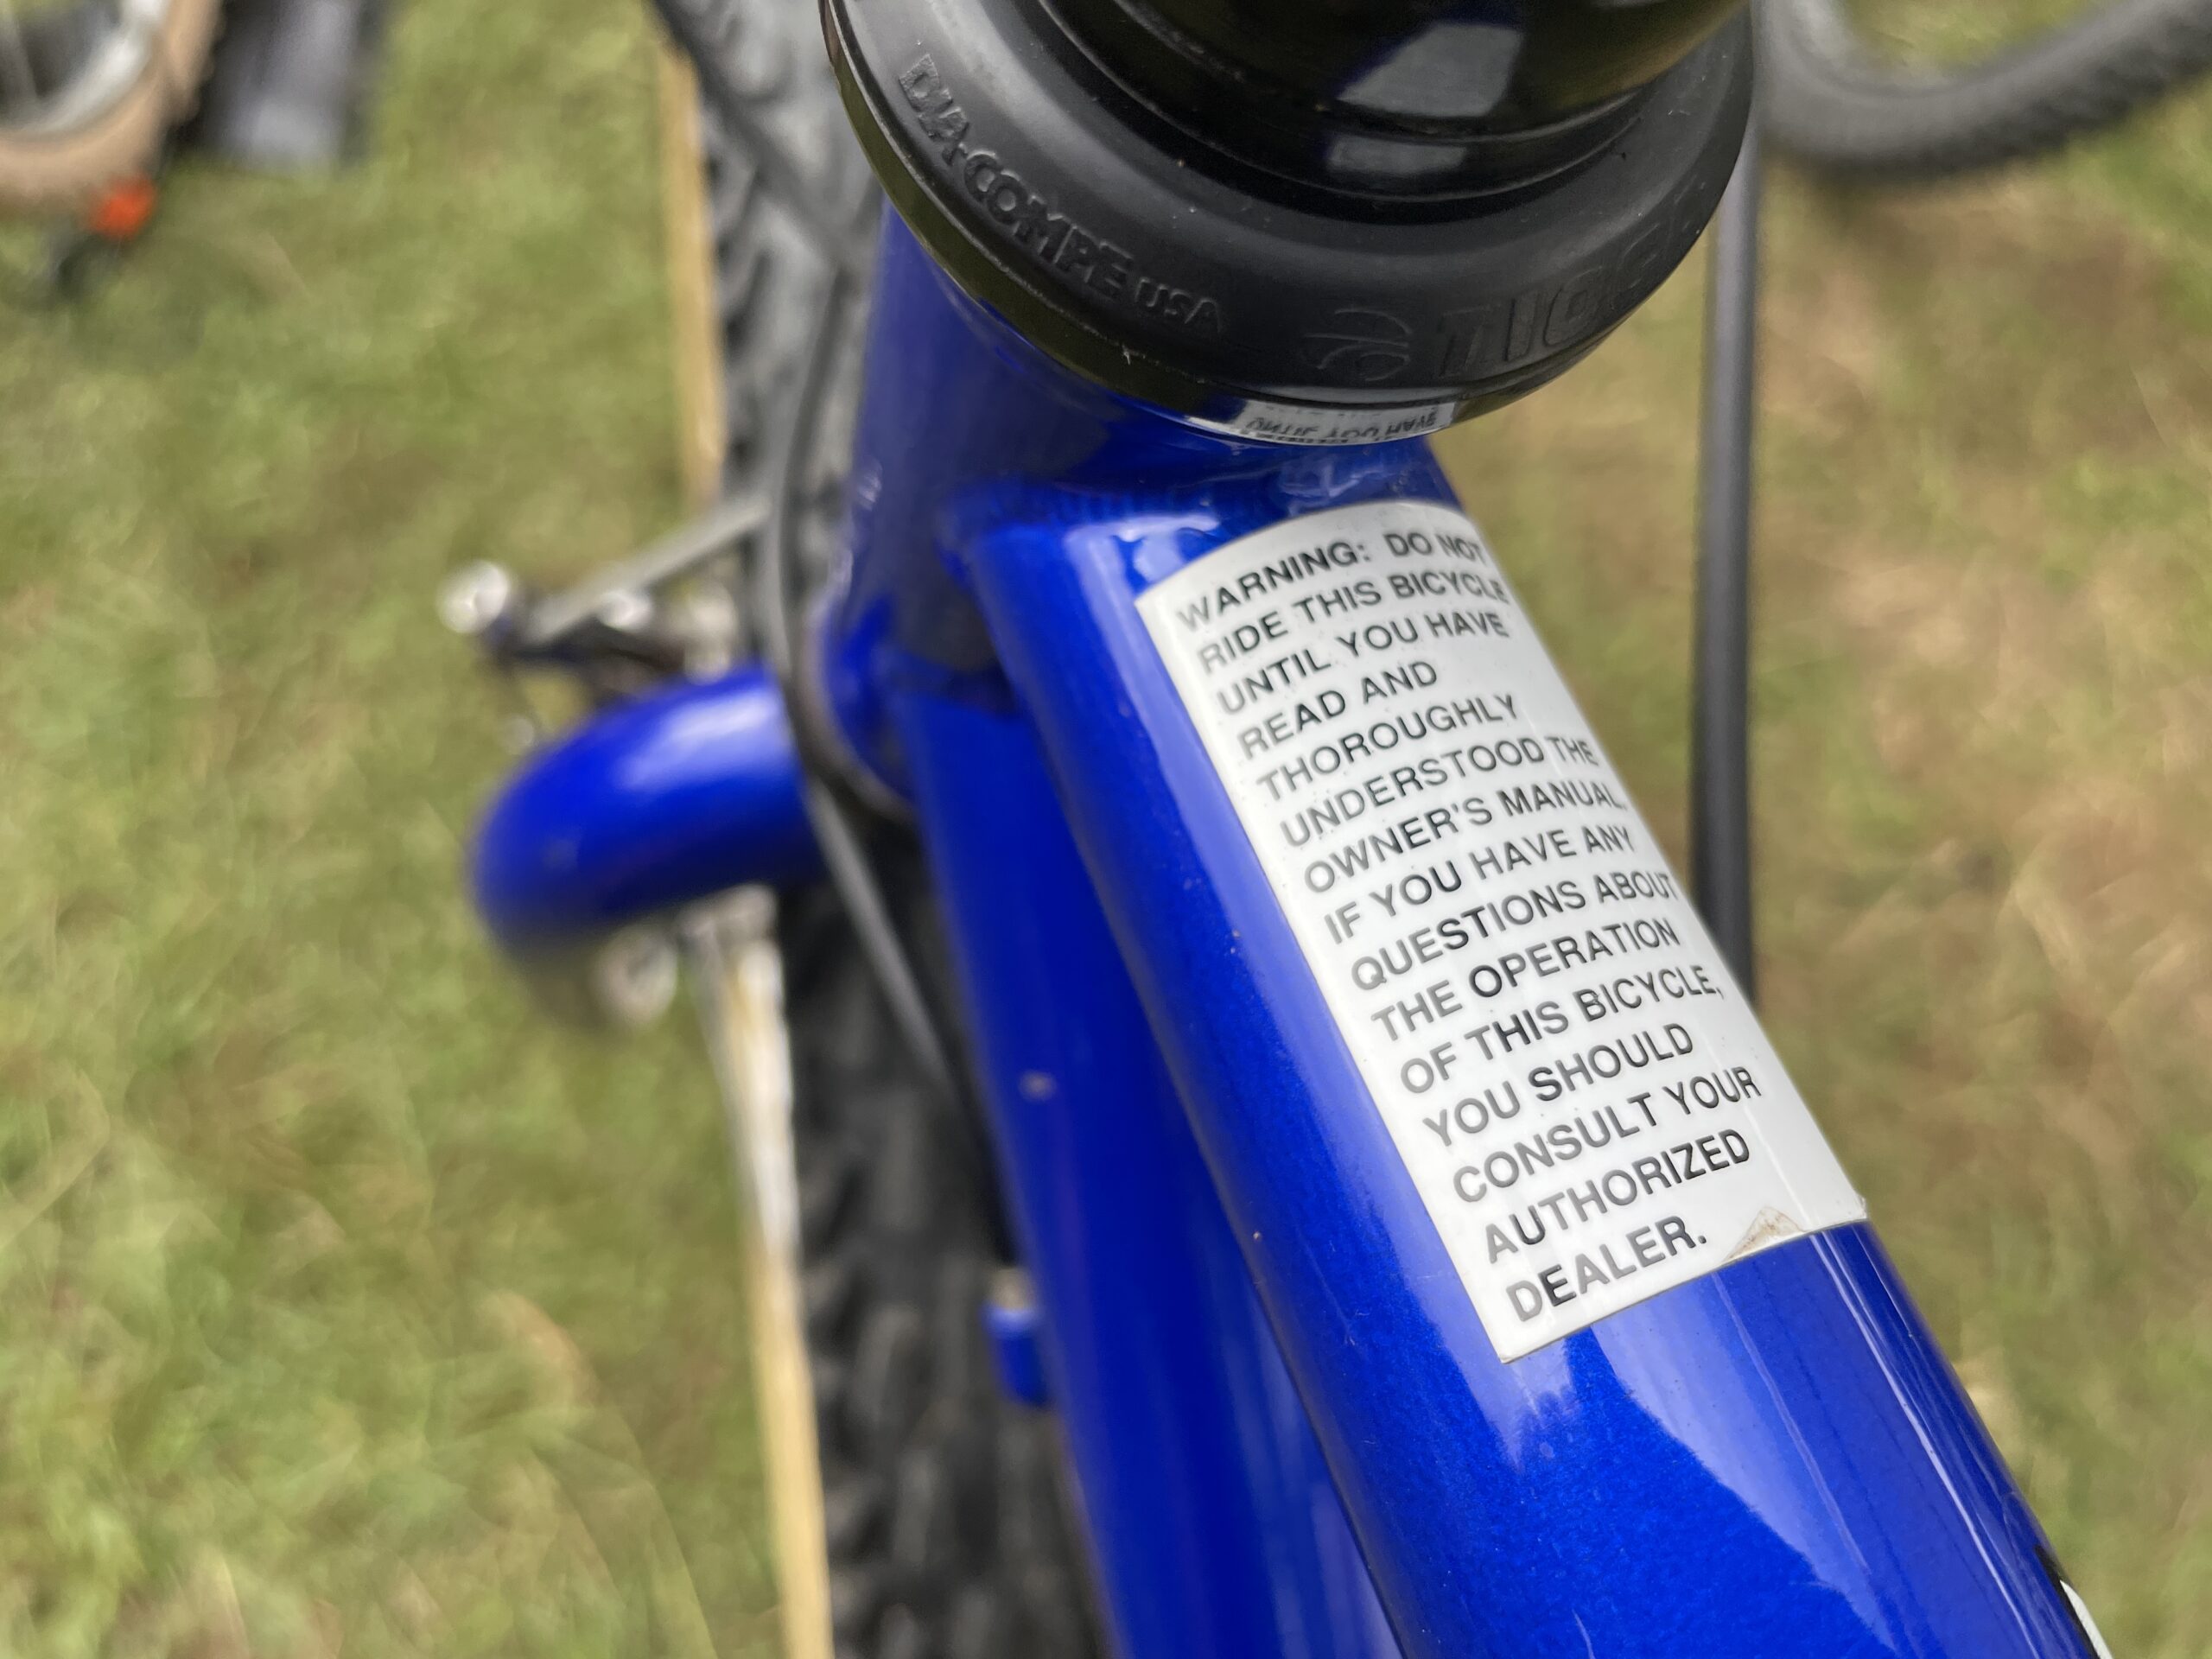 DIA-COMPE USA
WARNING: DO NOT
RIDE THIS BICYCLE
UNTIL YOU HAVE
READ AND
THOROUGHLY
UNDERSTOOD THE
OWNER'S MANUAL.
IF YOU HAVE ANY
QUESTIONS ABOUT
THE OPERATION
OF THIS BICYCLE,
YOU SHOULD
CONSULT YOUR
AUTHORIZED
DEALER.